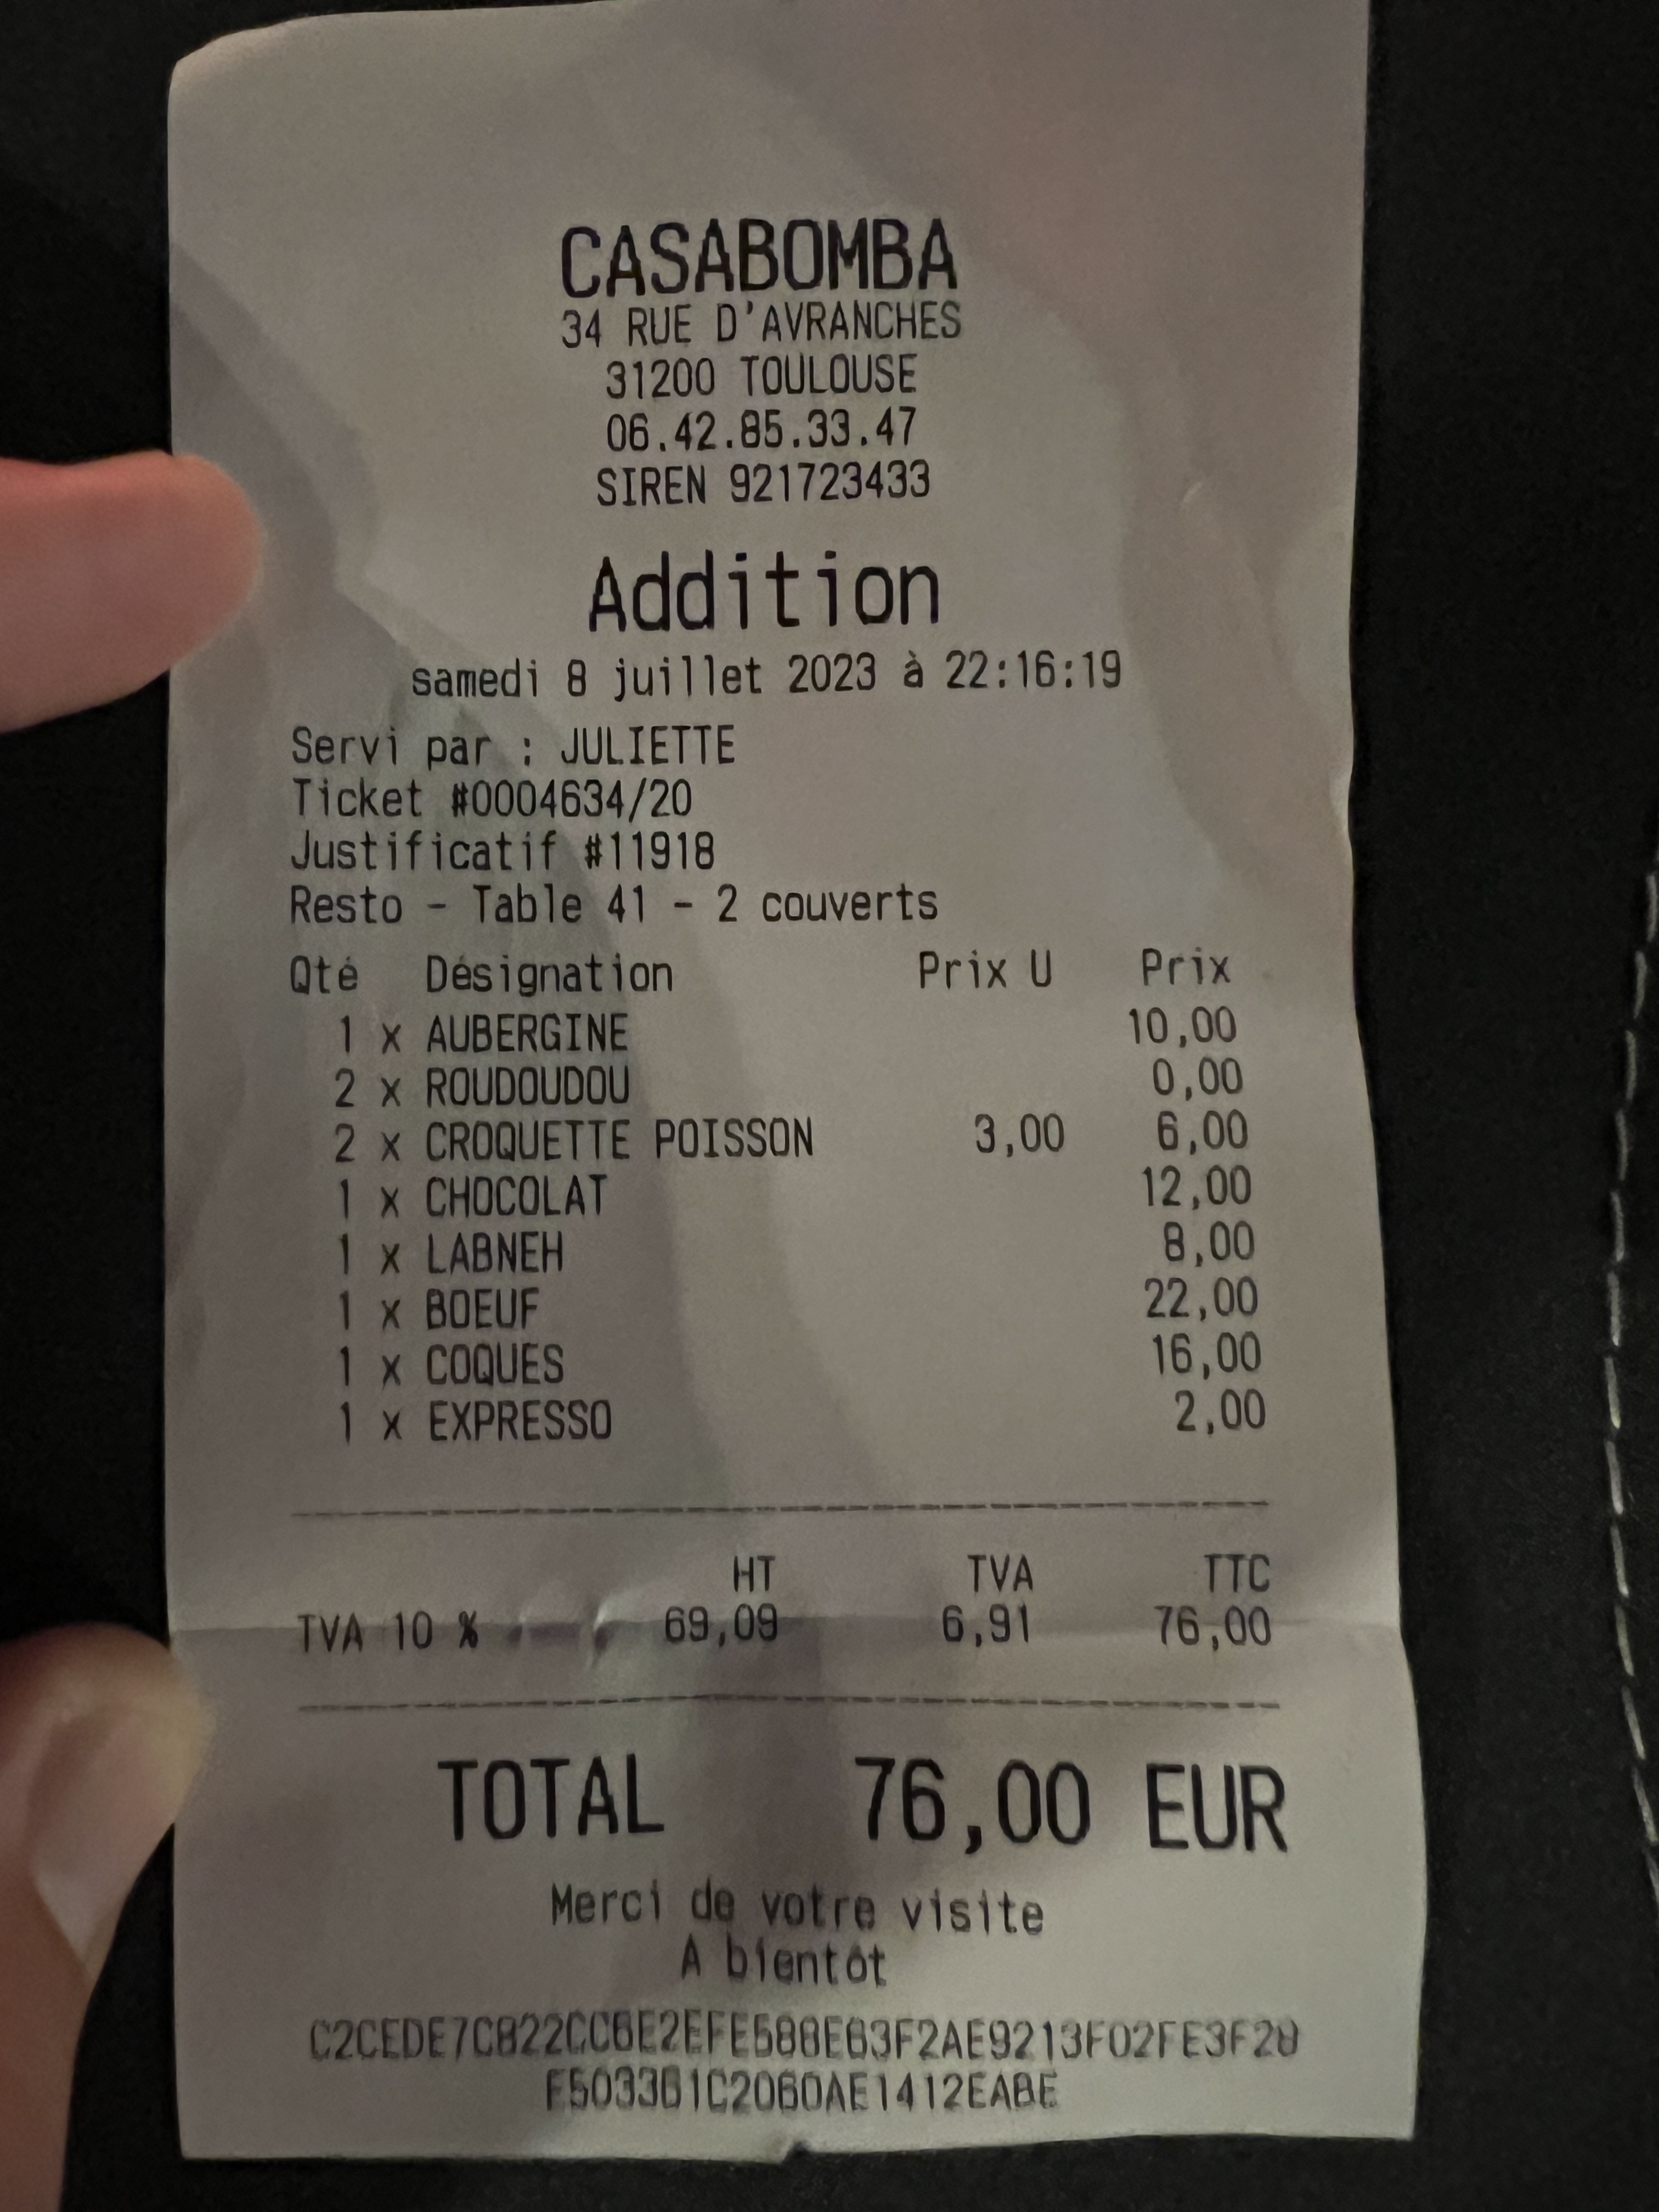 CASABOMBA
34 RUE D'AVRANCHES
31200 TOULOUSE
06.42.85.33.47
SIREN 921723433
Addition
samedi 8 juillet 2023 à 22:16:19
Servi par : JULIETTE
Ticket #0004634/20
Justificatif #11918
Resto - Table 41 - 2 couverts
Qté Désignation Prix U Prix
1 x AUBERGINE 10,00
2 x ROUDOUDOU 0,00
2 x CROQUETTE POISSON 3,00 6,00
1 x CHOCOLAT 12,00
1 x LABNEH 8,00
1 x BOEUF 22,00
1 x COQUES 16,00
1 x EXPRESSO 2,00
HT TVA TTC
TVA 10 % 69,09 6,91 76,00
TOTAL 76,00 EUR
Merci de votre visite
A bientôt